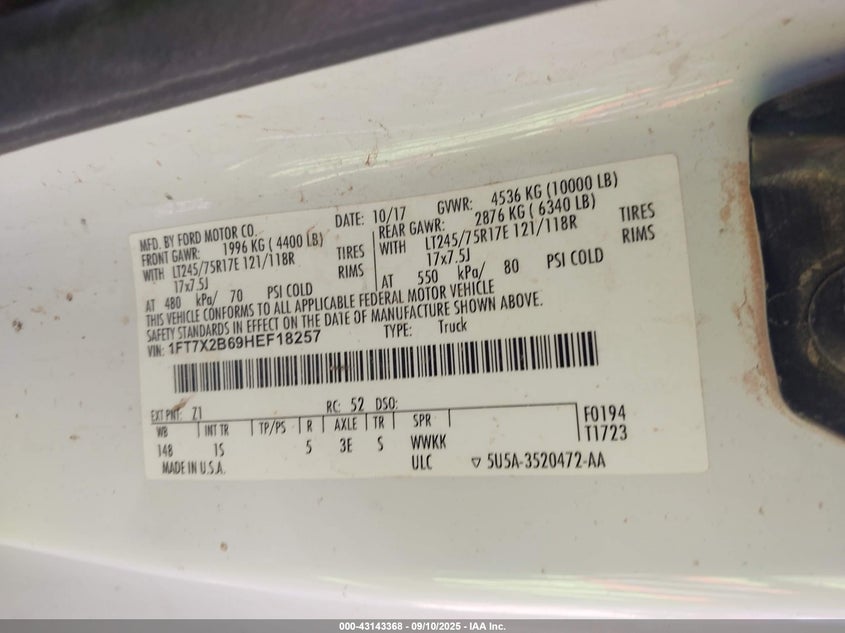 MFD. BY FORD MOTOR CO. DATE: 10/17 GVWR: 4536 KG (10000 LB)
FRONT GAWR: 1996 KG ( 4400 LB) REAR GAWR: 2876 KG ( 6340 LB)
WITH LT245/75R17E 121/118R TIRES WITH LT245/75R17E 121/118R TIRES
17x7.5J RIMS 17x7.5J RIMS
AT 480 kPa/ 70 PSI COLD AT 550 kPa/ 80 PSI COLD
THIS VEHICLE CONFORMS TO ALL APPLICABLE FEDERAL MOTOR VEHICLE
SAFETY STANDARDS IN EFFECT ON THE DATE OF MANUFACTURE SHOWN ABOVE.
VIN: 1FT7X2B69HEF18257 TYPE: Truck
EXT PNT: Z1 RC: 52 DSO:
WB INT TR TP/PS R AXLE TR SPR F0194
148 1S 5 3E S WWKK T1723
MADE IN U.S.A. ULC ▽ 5U5A-3520472-AA
000-43143368 - 09/10/2025 - IAA Inc.